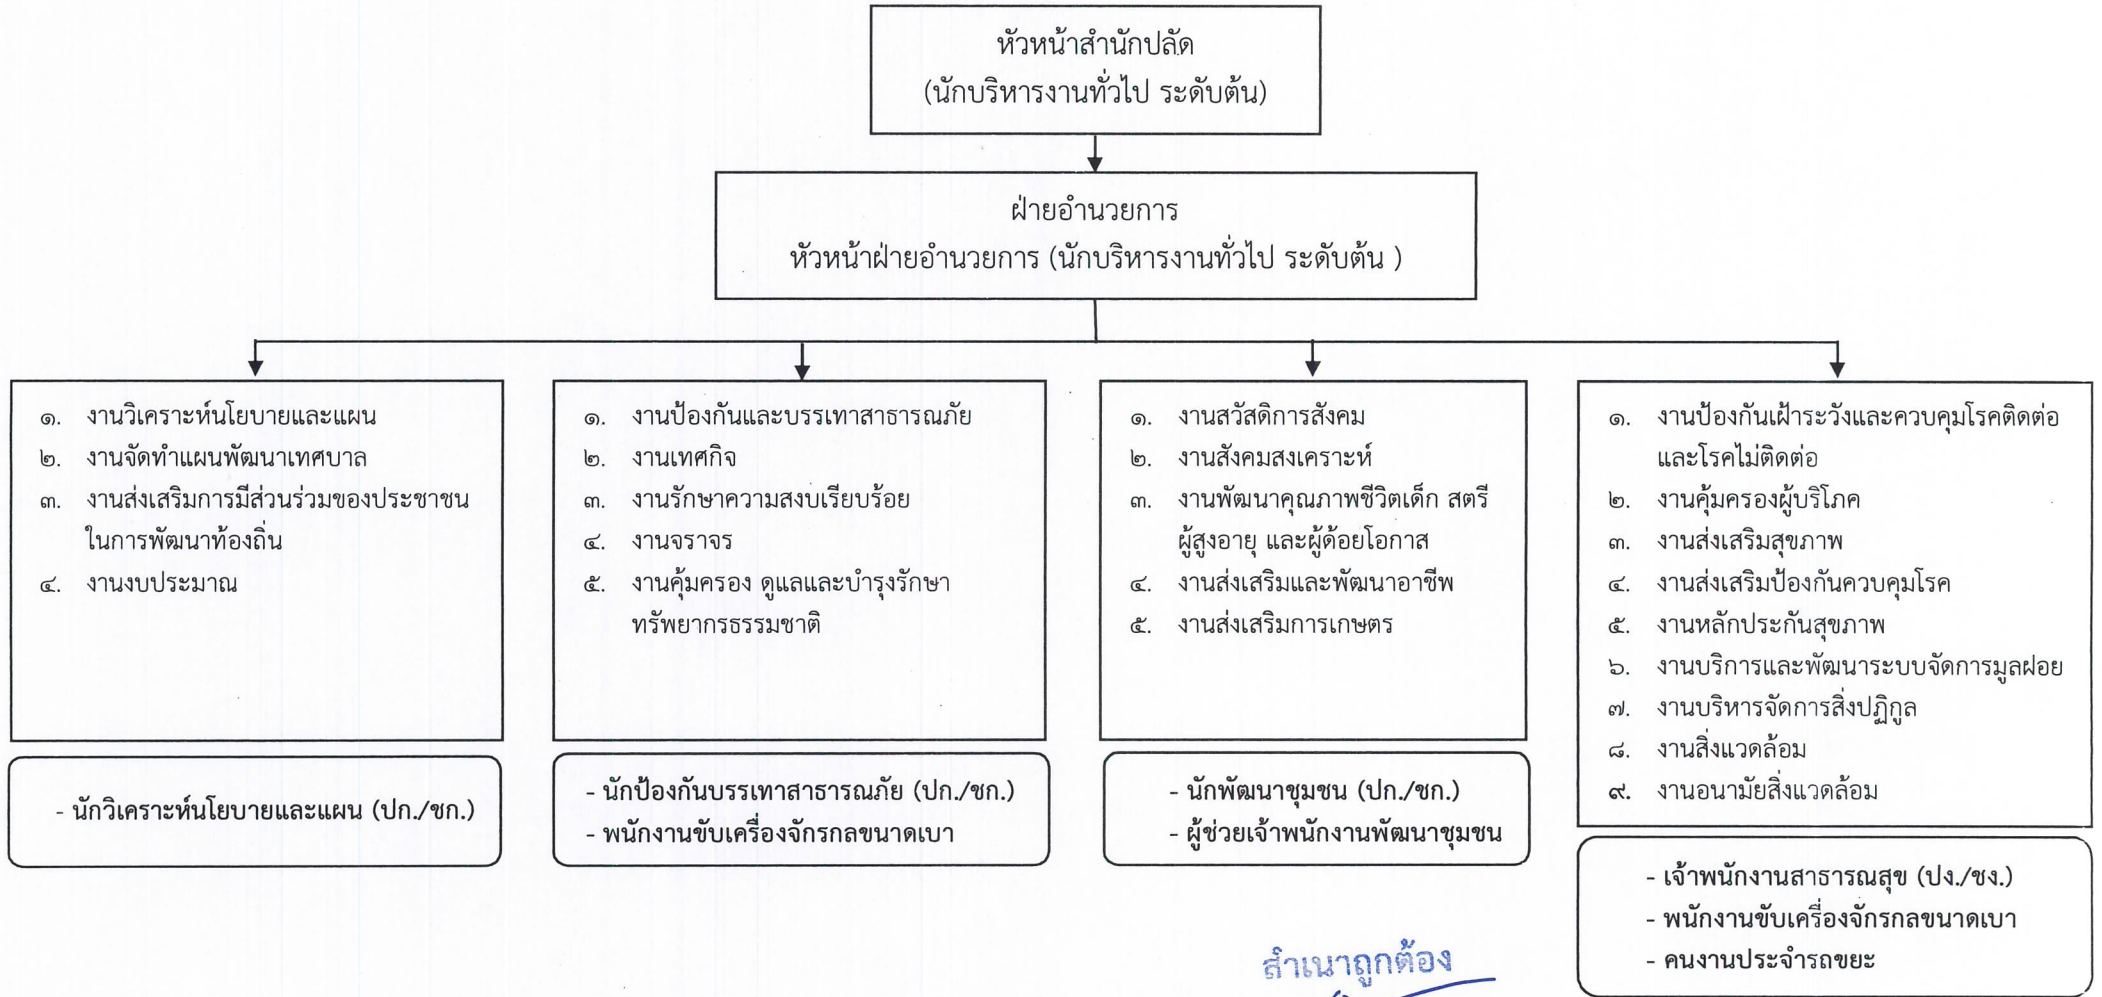 หัวหน้าสำนักปลัด
(นักบริหารงานทั่วไป ระดับต้น)
ฝ่ายอำนวยการ
หัวหน้าฝ่ายอำนวยการ (นักบริหารงานทั่วไป ระดับต้น )
๑. งานวิเคราะห์นโยบายและแผน
๒. งานจัดทำแผนพัฒนาเทศบาล
๓. งานส่งเสริมการมีส่วนร่วมของประชาชน
ในการพัฒนาท้องถิ่น
๔. งานงบประมาณ
- นักวิเคราะห์นโยบายและแผน (ปก./ชก.)
๑. งานป้องกันและบรรเทาสาธารณภัย
๒. งานเทศกิจ
๓. งานรักษาความสงบเรียบร้อย
๔. งานจราจร
๕. งานคุ้มครอง ดูแลและบำรุงรักษา
ทรัพยากรธรรมชาติ
- นักป้องกันบรรเทาสาธารณภัย (ปก./ชก.)
- พนักงานขับเครื่องจักรกลขนาดเบา
๑. งานสวัสดิการสังคม
๒. งานสังคมสงเคราะห์
๓. งานพัฒนาคุณภาพชีวิตเด็ก สตรี
ผู้สูงอายุ และผู้ด้อยโอกาส
๔. งานส่งเสริมและพัฒนาอาชีพ
๕. งานส่งเสริมการเกษตร
- นักพัฒนาชุมชน (ปก./ชก.)
- ผู้ช่วยเจ้าพนักงานพัฒนาชุมชน
๑. งานป้องกันเฝ้าระวังและควบคุมโรคติดต่อ
และโรคไม่ติดต่อ
๒. งานคุ้มครองผู้บริโภค
๓. งานส่งเสริมสุขภาพ
๔. งานส่งเสริมป้องกันควบคุมโรค
๕. งานหลักประกันสุขภาพ
๖. งานบริการและพัฒนาระบบจัดการมูลฝอย
๗. งานบริหารจัดการสิ่งปฏิกูล
๘. งานสิ่งแวดล้อม
๙. งานอนามัยสิ่งแวดล้อม
- เจ้าพนักงานสาธารณสุข (ปง./ชง.)
- พนักงานขับเครื่องจักรกลขนาดเบา
- คนงานประจำรถขยะ
สำเนาถูกต้อง